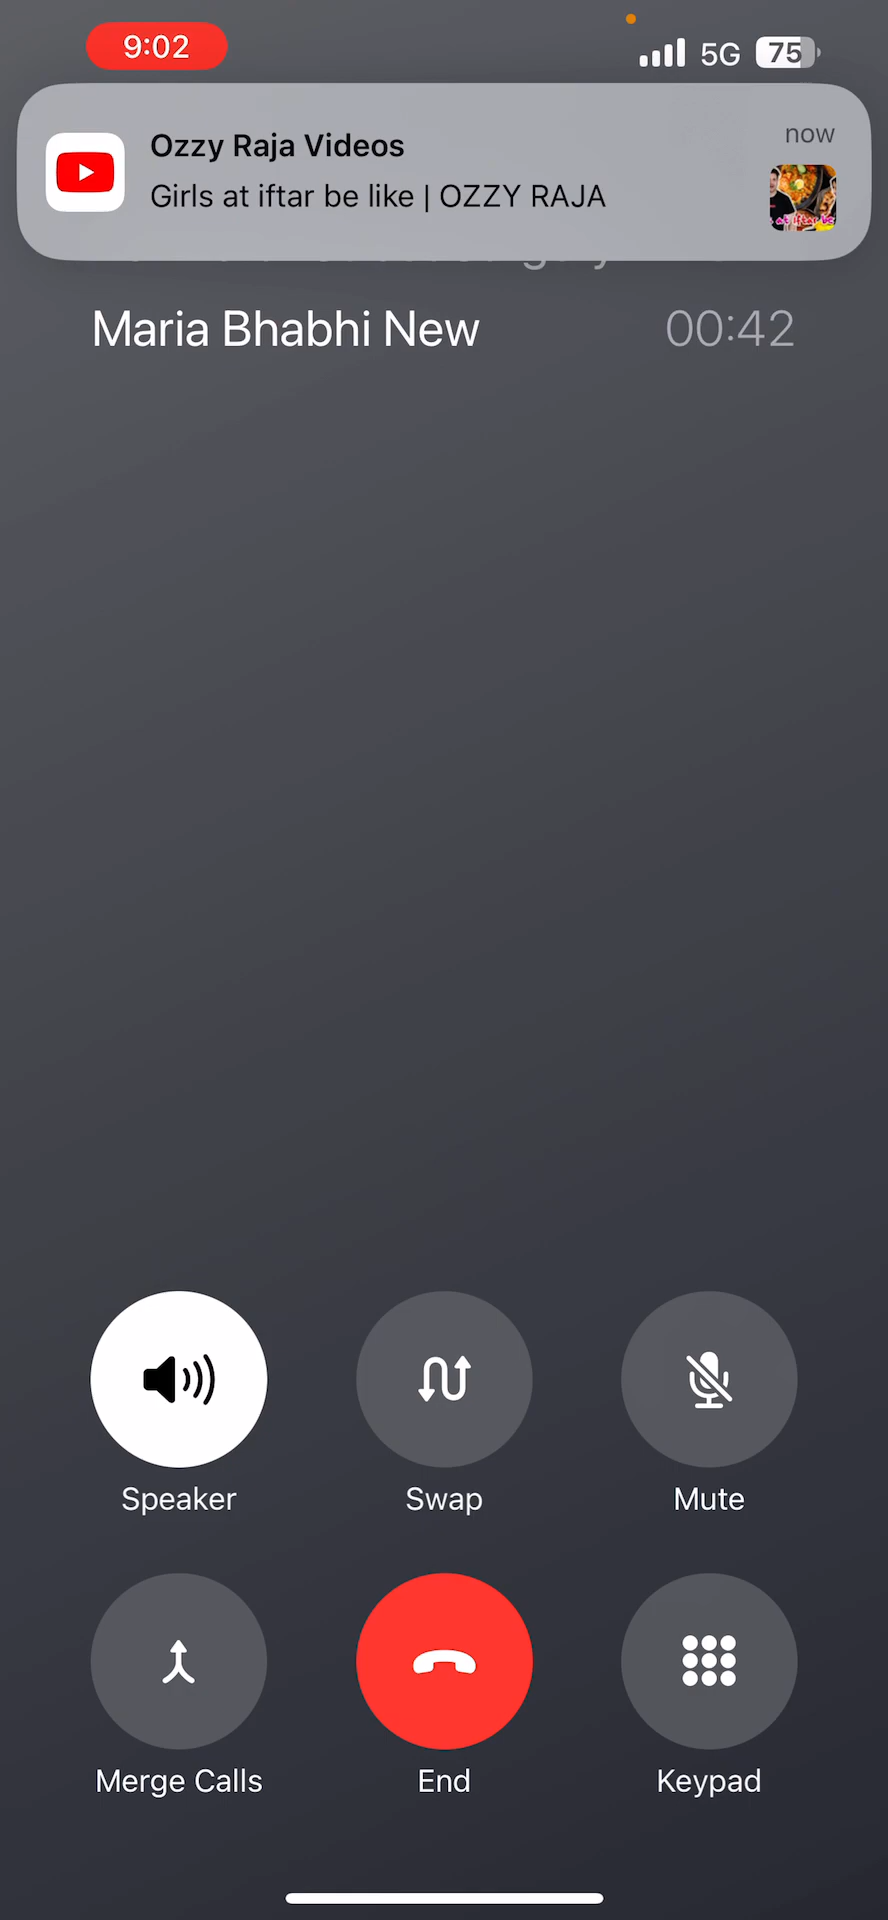 9:02
5G 75
Ozzy Raja Videos
now
Girls at iftar be like | OZZY RAJA
Maria Bhabhi New
00:42
Speaker
Swap
Mute
Merge Calls
End
Keypad